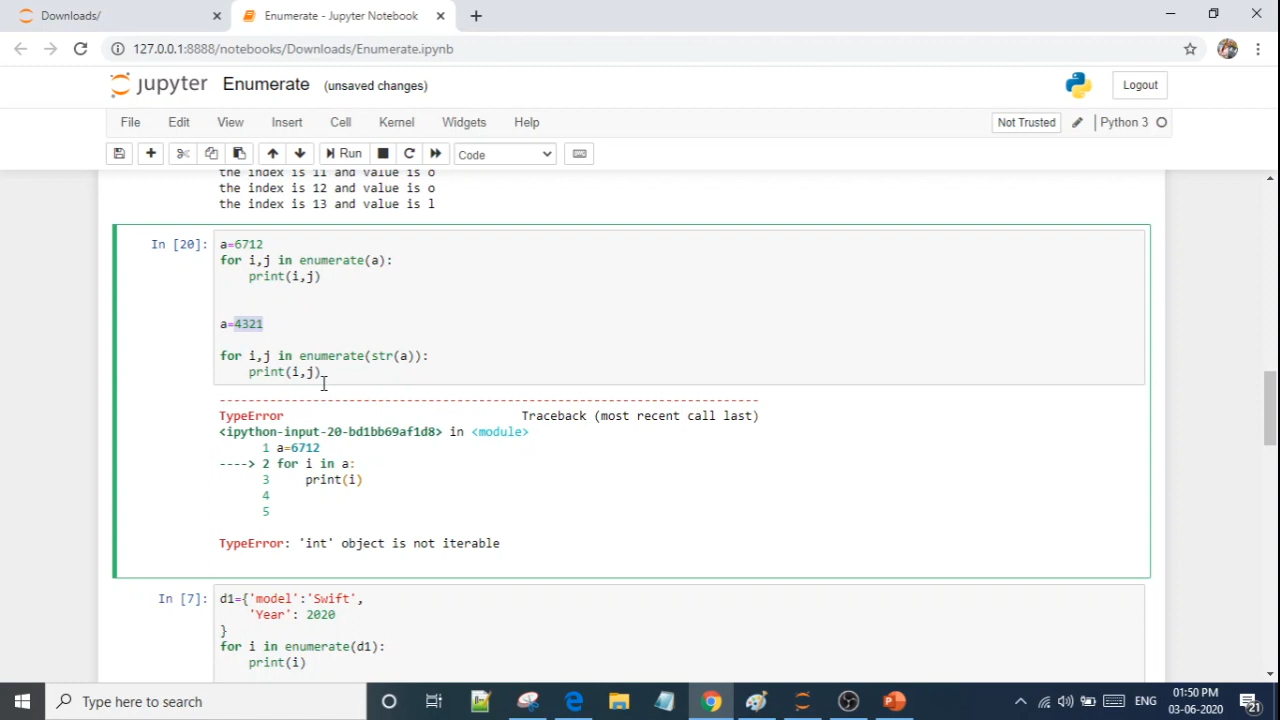 Downloads/
Enumerate - Jupyter Notebook
127.0.0.1:8888/notebooks/Downloads/Enumerate.ipynb
jupyter Enumerate (unsaved changes)
Logout
File Edit View Insert Cell Kernel Widgets Help
Not Trusted
Python 3
Run
Code
the index is 11 and value is o
the index is 12 and value is o
the index is 13 and value is l
In [20]:
a=6712
for i,j in enumerate(a):
    print(i,j)
a=4321
for i,j in enumerate(str(a)):
    print(i,j)
---------------------------------------------------------------------------
TypeError                                 Traceback (most recent call last)
<ipython-input-20-bd1bb69af1d8> in <module>
      1 a=6712
----> 2 for i in a:
      3     print(i)
      4
      5
TypeError: 'int' object is not iterable
In [7]:
d1={'model':'Swift',
    'Year': 2020
}
for i in enumerate(d1):
    print(i)
Type here to search
ENG
01:50 PM
03-06-2020
21